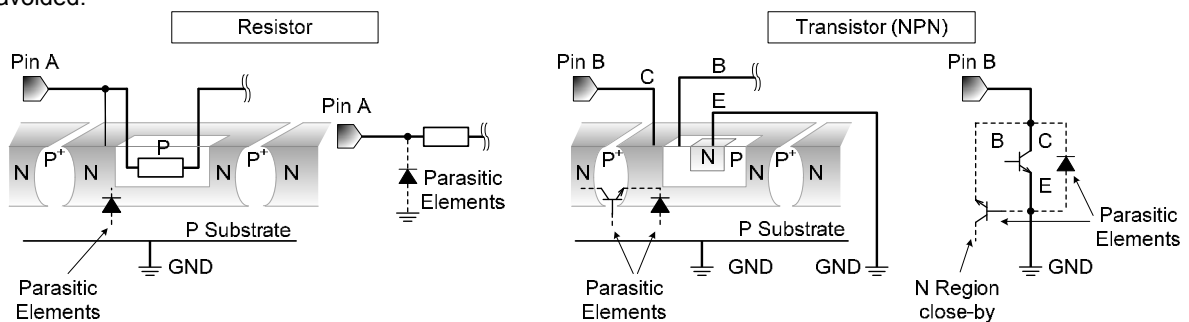 avoided.
Resistor
Transistor (NPN)
Pin A
Pin A
N
P+
N
P
N
P+
N
Parasitic
Elements
P Substrate
GND
Parasitic
Elements
Pin B
C
B
E
N
P+
N
P
N
P+
N
P Substrate
GND
GND
Parasitic
Elements
Pin B
B
C
E
Parasitic
Elements
GND
N Region
close-by